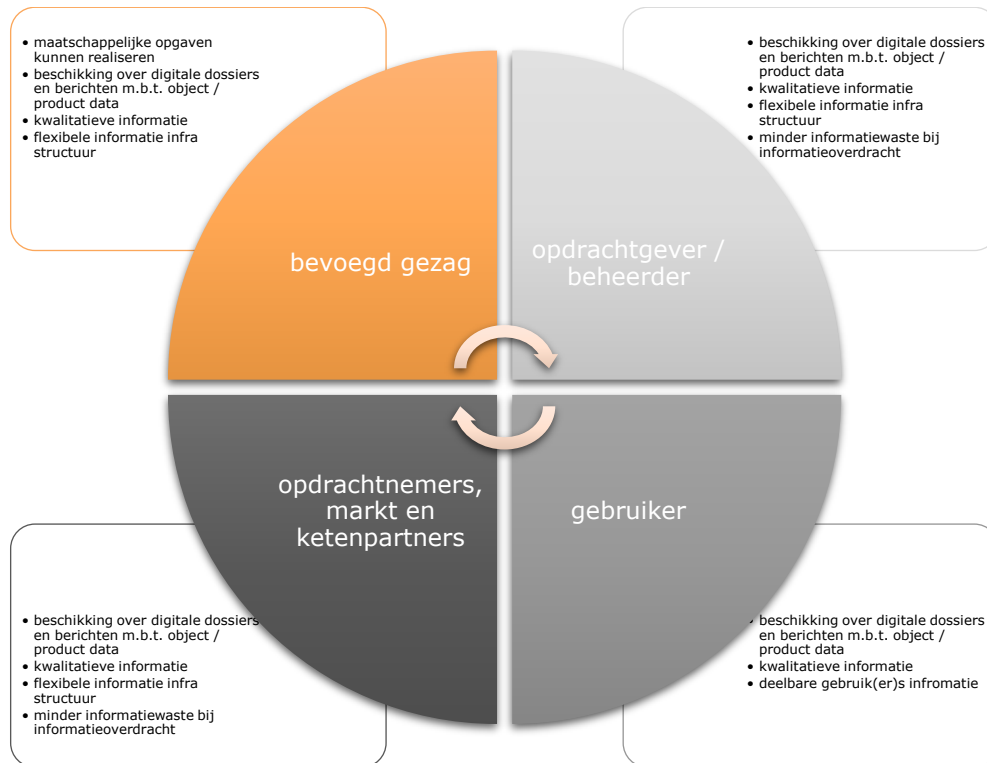 • maatschappelijke opgaven
kunnen realiseren
• beschikking over digitale dossiers
en berichten m.b.t. object /
product data
• kwalitatieve informatie
• flexibele informatie infra
structuur
• beschikking over digitale dossiers
en berichten m.b.t. object /
product data
• kwalitatieve informatie
• flexibele informatie infra
structuur
• minder informatiewaste bij
informatieoverdracht
bevoegd gezag
opdrachtgever /
beheerder
opdrachtnemers,
markt en
ketenpartners
gebruiker
• beschikking over digitale dossiers
en berichten m.b.t. object /
product data
• kwalitatieve informatie
• flexibele informatie infra
structuur
• minder informatiewaste bij
informatieoverdracht
• beschikking over digitale dossiers
en berichten m.b.t. object /
product data
• kwalitatieve informatie
• deelbare gebruik(er)s infromatie